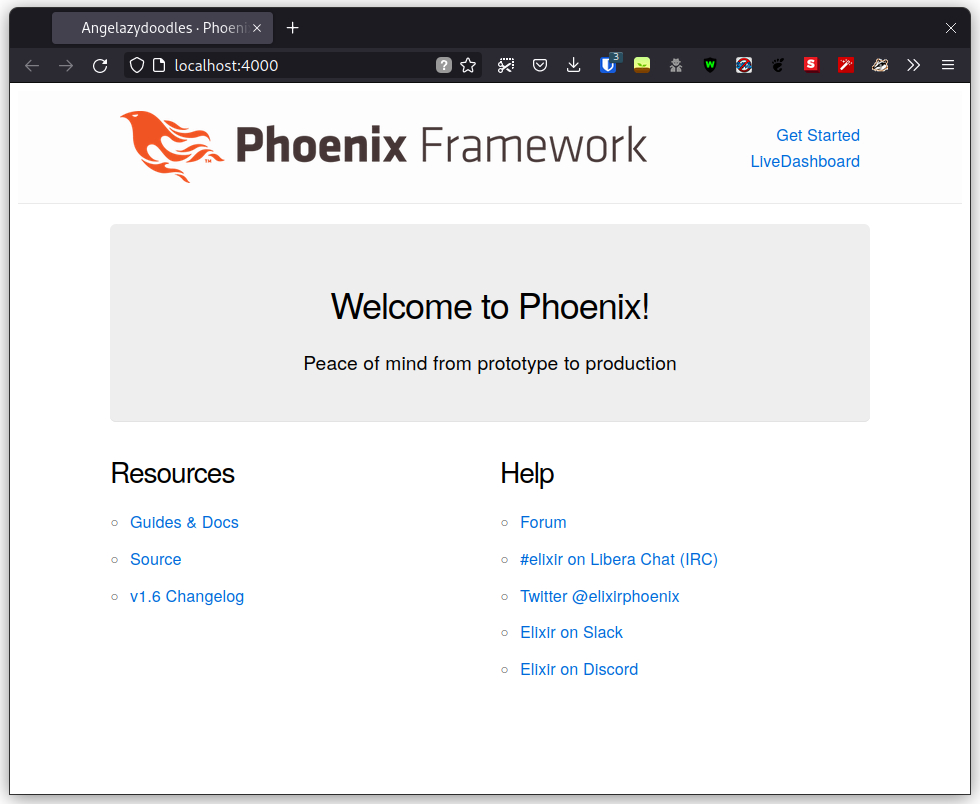 Angelazydoodles · Phoeni
localhost:4000
?
3
W
S
Phoenix Framework
TM
Get Started
LiveDashboard
Welcome to Phoenix!
Peace of mind from prototype to production
Resources
Guides & Docs
Source
v1.6 Changelog
Help
Forum
#elixir on Libera Chat (IRC)
Twitter @elixirphoenix
Elixir on Slack
Elixir on Discord